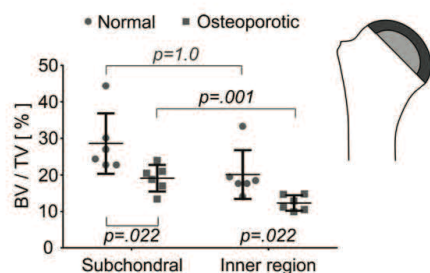 Normal Osteoporotic
p=1.0
p=.001
BV / TV [ % ]
50
40
30
20
10
0
p=.022 p=.022
Subchondral Inner region